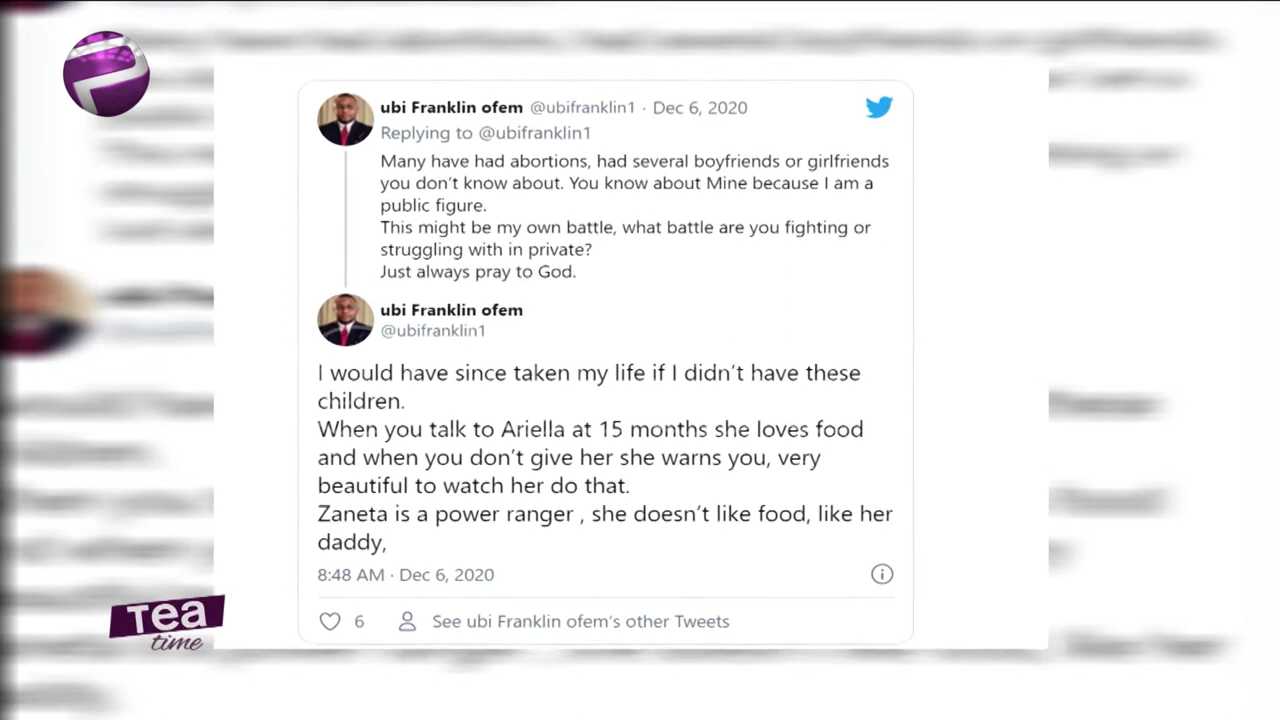 ubi Franklin ofem @ubifranklin1 · Dec 6, 2020
Replying to @ubifranklin1
Many have had abortions, had several boyfriends or girlfriends
you don't know about. You know about Mine because I am a
public figure.
This might be my own battle, what battle are you fighting or
struggling with in private?
Just always pray to God.
ubi Franklin ofem
@ubifranklin1
I would have since taken my life if I didn't have these
children.
When you talk to Ariella at 15 months she loves food
and when you don't give her she warns you, very
beautiful to watch her do that.
Zaneta is a power ranger , she doesn't like food, like her
daddy,
8:48 AM · Dec 6, 2020
6 See ubi Franklin ofem's other Tweets
Tea
time